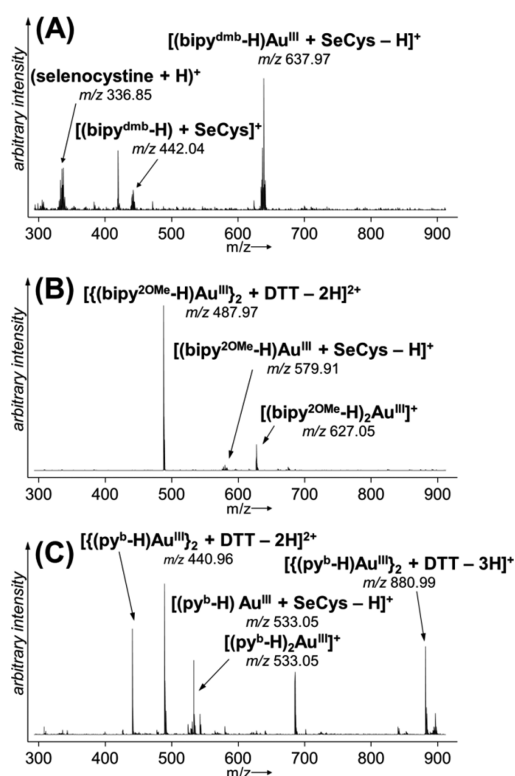 (A)
[(bipyᵈᵐᵇ-H)Auᴵᴵᴵ + SeCys – H]⁺
m/z 637.97
(selenocystine + H)⁺
m/z 336.85
[(bipyᵈᵐᵇ-H) + SeCys]⁺
m/z 442.04
arbitrary intensity
300 400 500 600 700 800 900
m/z→
(B)
[{(bipy²ᴼᴹᵉ-H)Auᴵᴵᴵ}₂ + DTT – 2H]²⁺
m/z 487.97
[(bipy²ᴼᴹᵉ-H)Auᴵᴵᴵ + SeCys – H]⁺
m/z 579.91
[(bipy²ᴼᴹᵉ-H)₂Auᴵᴵᴵ]⁺
m/z 627.05
arbitrary intensity
300 400 500 600 700 800 900
m/z→
(C)
[{(pyᵇ-H)Auᴵᴵᴵ}₂ + DTT – 2H]²⁺
m/z 440.96
[{(pyᵇ-H)Auᴵᴵᴵ}₂ + DTT – 3H]⁺
m/z 880.99
[(pyᵇ-H) Auᴵᴵᴵ + SeCys – H]⁺
m/z 533.05
[(pyᵇ-H)₂Auᴵᴵᴵ]⁺
m/z 533.05
arbitrary intensity
300 400 500 600 700 800 900
m/z→